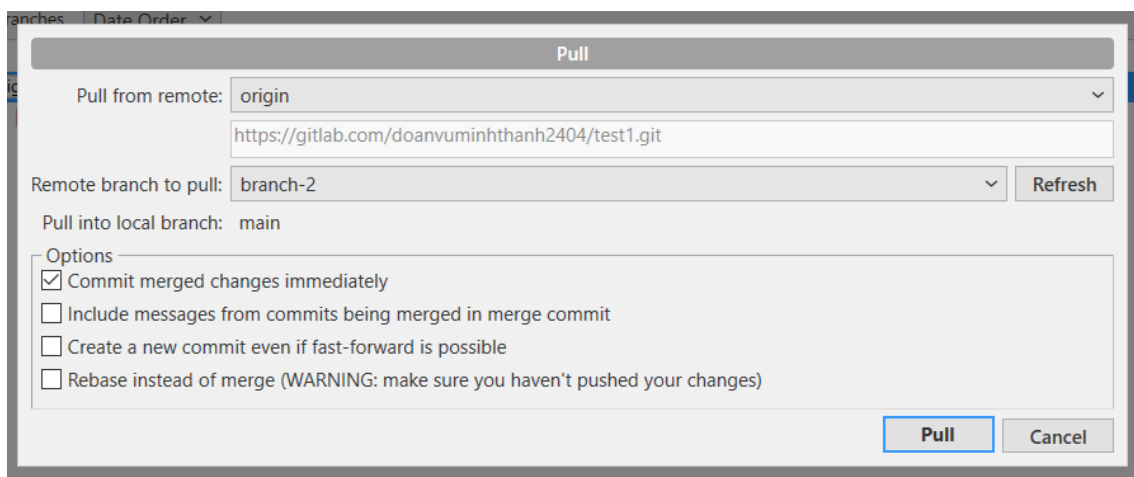 ranches Date Order
Pull
Pull from remote: origin
https://gitlab.com/doanvuminhthanh2404/test1.git
Remote branch to pull: branch-2 Refresh
Pull into local branch: main
Options
Commit merged changes immediately
Include messages from commits being merged in merge commit
Create a new commit even if fast-forward is possible
Rebase instead of merge (WARNING: make sure you haven't pushed your changes)
Pull Cancel